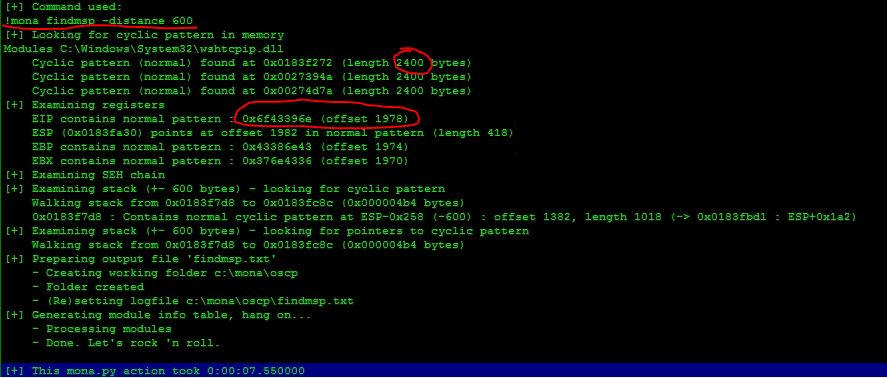 [+] Command used:
!mona findmsp -distance 600
[+] Looking for cyclic pattern in memory
Modules C:\Windows\System32\wshtcpip.dll
Cyclic pattern (normal) found at 0x0183f272 (length 2400 bytes)
Cyclic pattern (normal) found at 0x0027394a (length 2400 bytes)
Cyclic pattern (normal) found at 0x00274d7a (length 2400 bytes)
[+] Examining registers
EIP contains normal pattern : 0x6f43396e (offset 1978)
ESP (0x0183fa30) points at offset 1982 in normal pattern (length 418)
EBP contains normal pattern : 0x43386e43 (offset 1974)
EBX contains normal pattern : 0x376e4336 (offset 1970)
[+] Examining SEH chain
[+] Examining stack (+- 600 bytes) - looking for cyclic pattern
Walking stack from 0x0183f7d8 to 0x0183fc8c (0x000004b4 bytes)
0x0183f7d8 : Contains normal cyclic pattern at ESP-0x258 (-600) : offset 1382, length 1018 (-> 0x0183fbd1 : ESP+0x1a2)
[+] Examining stack (+- 600 bytes) - looking for pointers to cyclic pattern
Walking stack from 0x0183f7d8 to 0x0183fc8c (0x000004b4 bytes)
[+] Preparing output file 'findmsp.txt'
- Creating working folder c:\mona\oscp
- Folder created
- (Re)setting logfile c:\mona\oscp\findmsp.txt
[+] Generating module info table, hang on...
- Processing modules
- Done. Let's rock 'n roll.
[+] This mona.py action took 0:00:07.550000